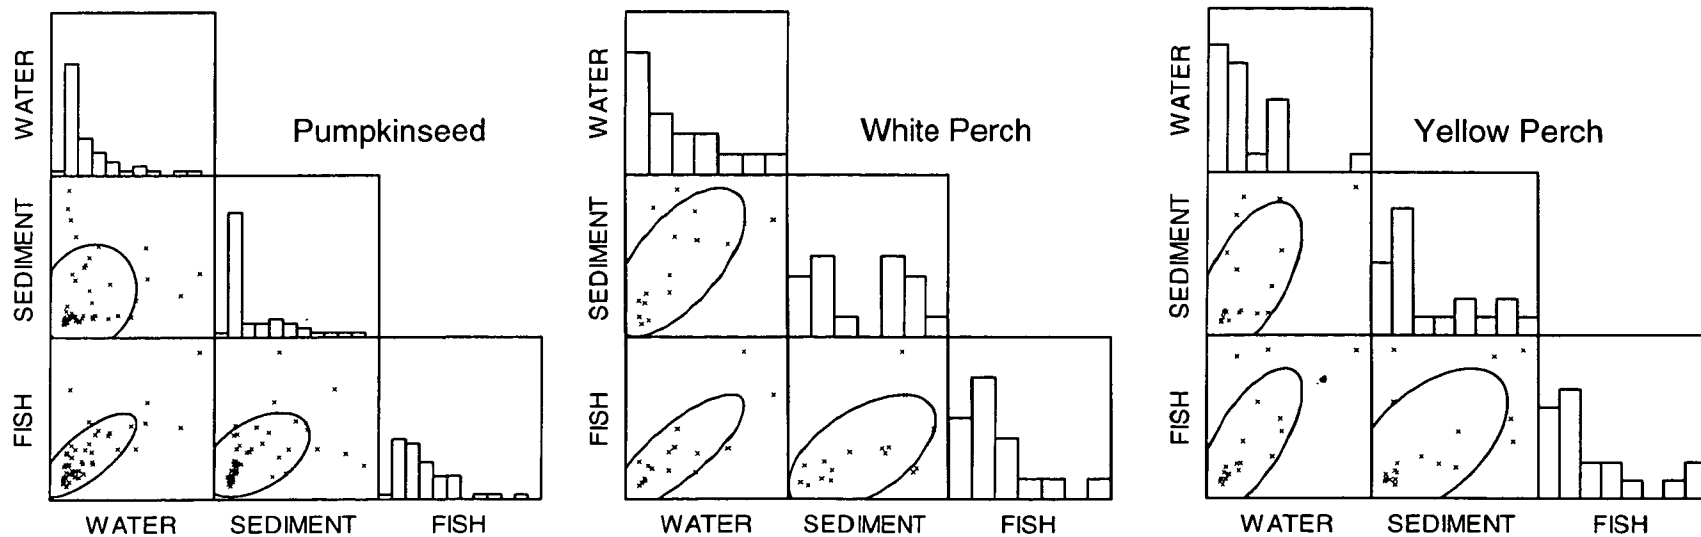 Pumpkinseed
WATER
SEDIMENT
FISH
WATER SEDIMENT FISH
White Perch
WATER
SEDIMENT
FISH
WATER SEDIMENT FISH
Yellow Perch
WATER
SEDIMENT
FISH
WATER SEDIMENT FISH